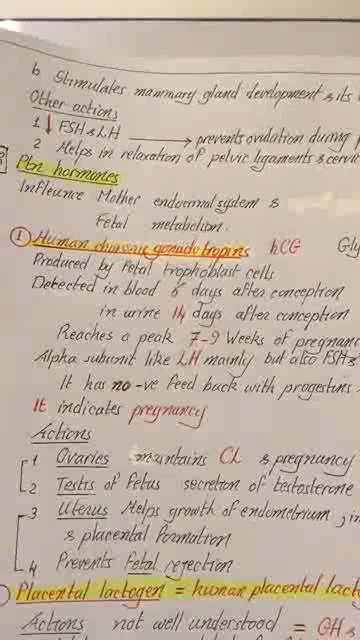 b Stimulates mammary gland development & its
Other actions
1 ↓ FSH & LH → prevents ovulation during
2 Helps in relaxation of pelvic ligaments & cervic
Ptn hormones
Influence Mother endocrinal system &
Fetal metabolism.
① Human chorionic gonadotropins hCG Gly
Produced by Fetal trophoblast cells
Detected in blood 6 days after conception
in urine 14 days after conception
Reaches a peak 7-9 Weeks of pregnanc
Alpha subunit like LH mainly but also FSH &
It has no -ve feed back with progestins
It indicates pregnancy
Actions
1 Ovaries maintains CL & pregnancy
2 Testis of Fetus secretion of testosterone
3 Uterus Helps growth of endometrium, i
& placental formation
4 Prevents Fetal rejection
Placental lactogen = human placental lacto
Actions not well understood = GH &